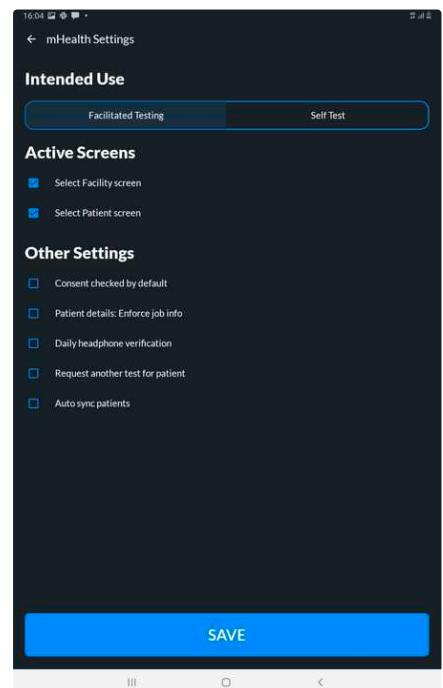 16:04
mHealth Settings
Intended Use
Facilitated Testing
Self Test
Active Screens
Select Facility screen
Select Patient screen
Other Settings
Consent checked by default
Patient details: Enforce job info
Daily headphone verification
Request another test for patient
Auto sync patients
SAVE